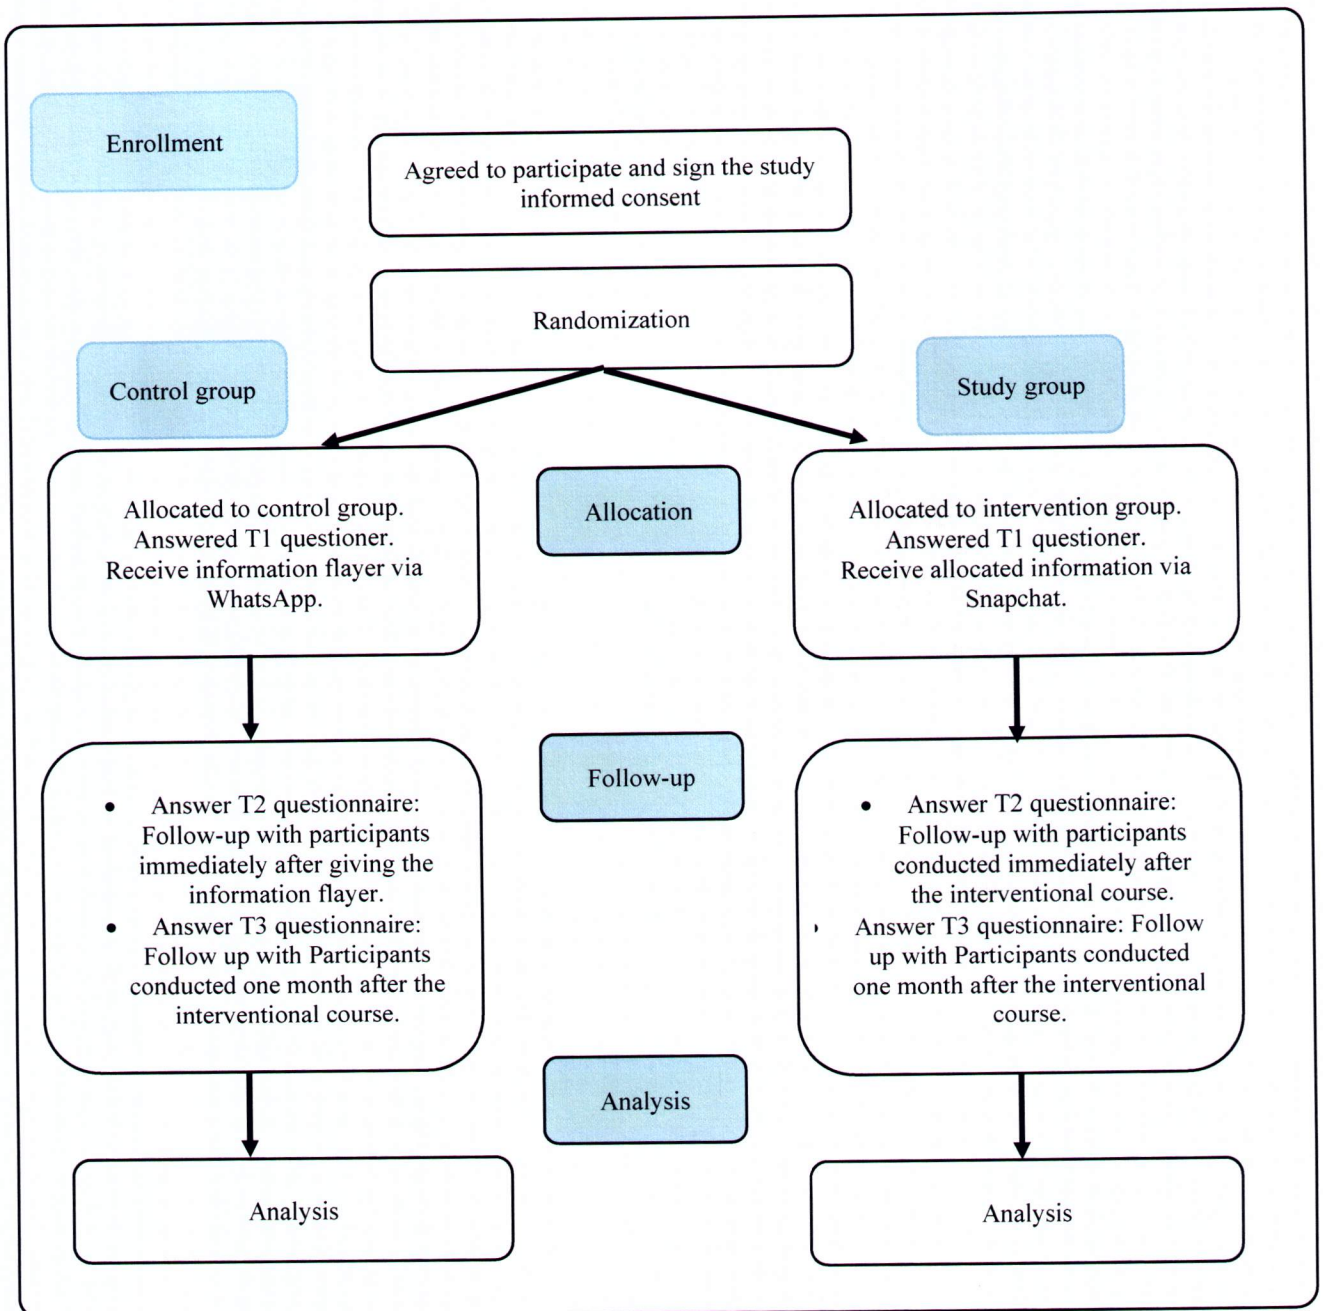 Enrollment
Agreed to participate and sign the study
informed consent
Randomization
Control group
Study group
Allocated to control group.
Answered T1 questioner.
Receive information flayer via
WhatsApp.
Allocation
Allocated to intervention group.
Answered T1 questioner.
Receive allocated information via
Snapchat.
• Answer T2 questionnaire:
Follow-up with participants
immediately after giving the
information flayer.
• Answer T3 questionnaire:
Follow up with Participants
conducted one month after the
interventional course.
Follow-up
• Answer T2 questionnaire:
Follow-up with participants
conducted immediately after
the interventional course.
• Answer T3 questionnaire: Follow
up with Participants conducted
one month after the interventional
course.
Analysis
Analysis
Analysis